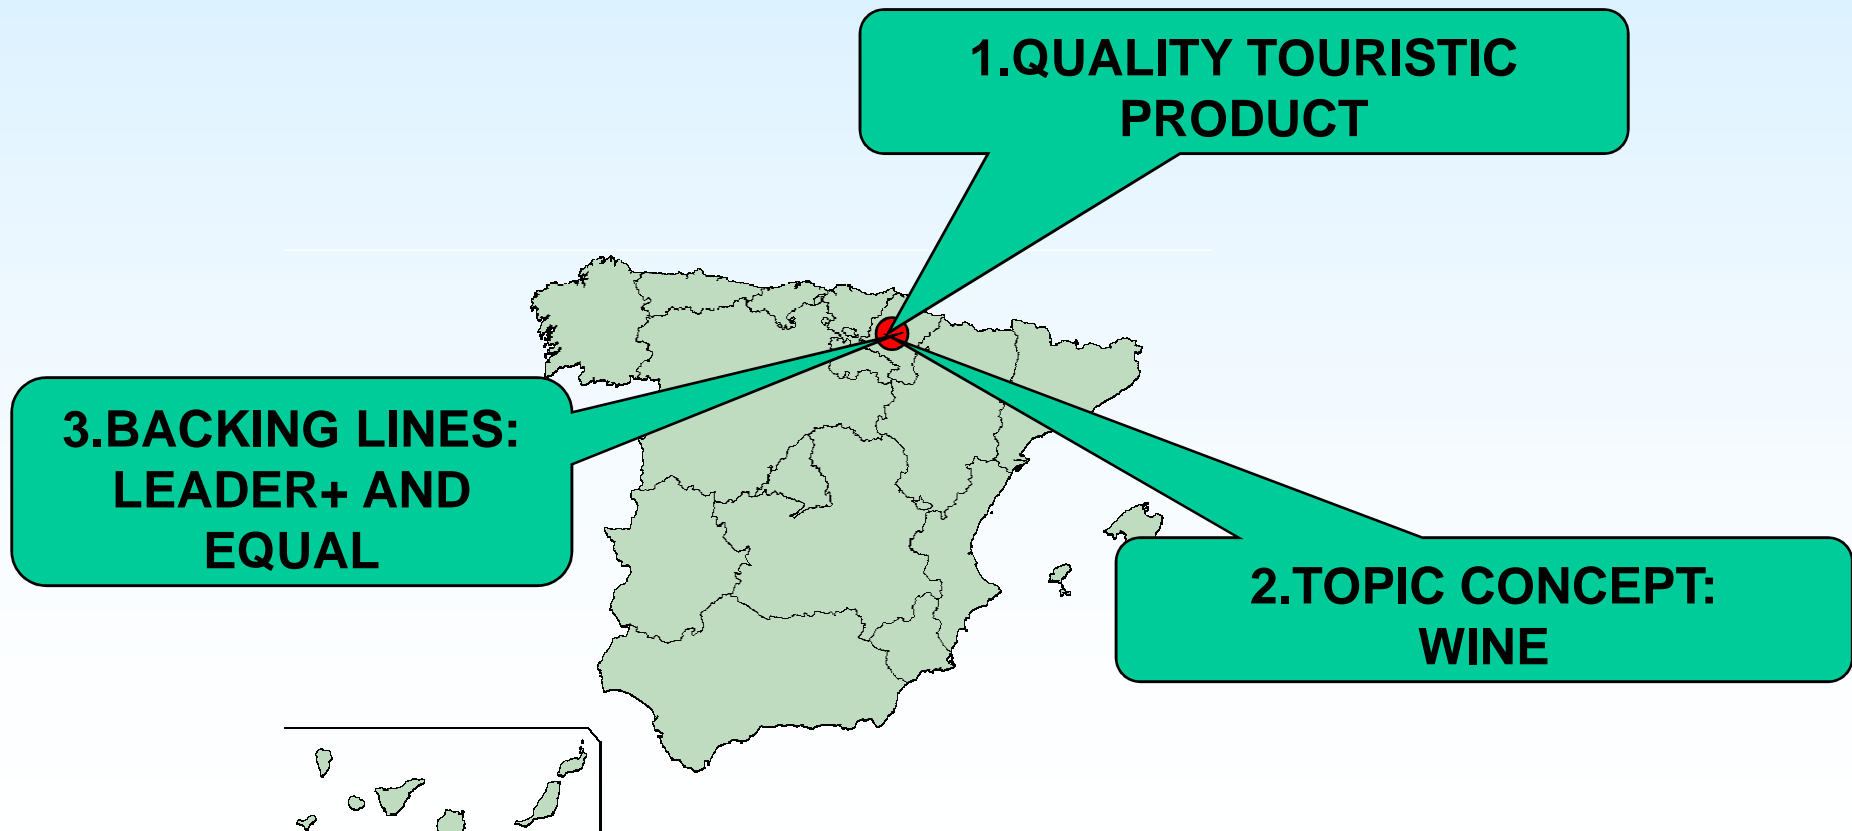 1.QUALITY TOURISTIC
PRODUCT
3.BACKING LINES:
LEADER+ AND
EQUAL
2.TOPIC CONCEPT:
WINE